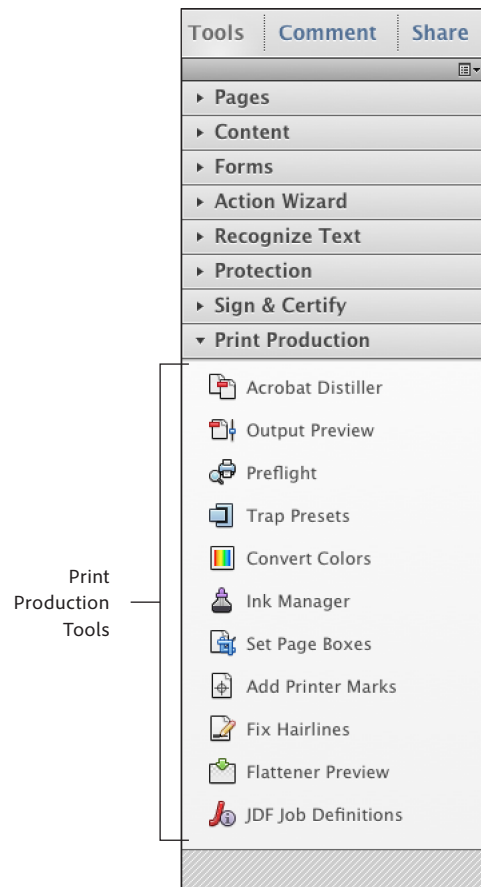 Tools Comment Share
Pages
Content
Forms
Action Wizard
Recognize Text
Protection
Sign & Certify
Print Production
Acrobat Distiller
Output Preview
Preflight
Trap Presets
Convert Colors
Ink Manager
Set Page Boxes
Add Printer Marks
Fix Hairlines
Flattener Preview
JDF Job Definitions
Print
Production
Tools